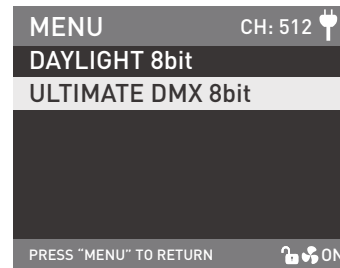 MENU CH: 512
DAYLIGHT 8bit
ULTIMATE DMX 8bit
PRESS “MENU” TO RETURN ON